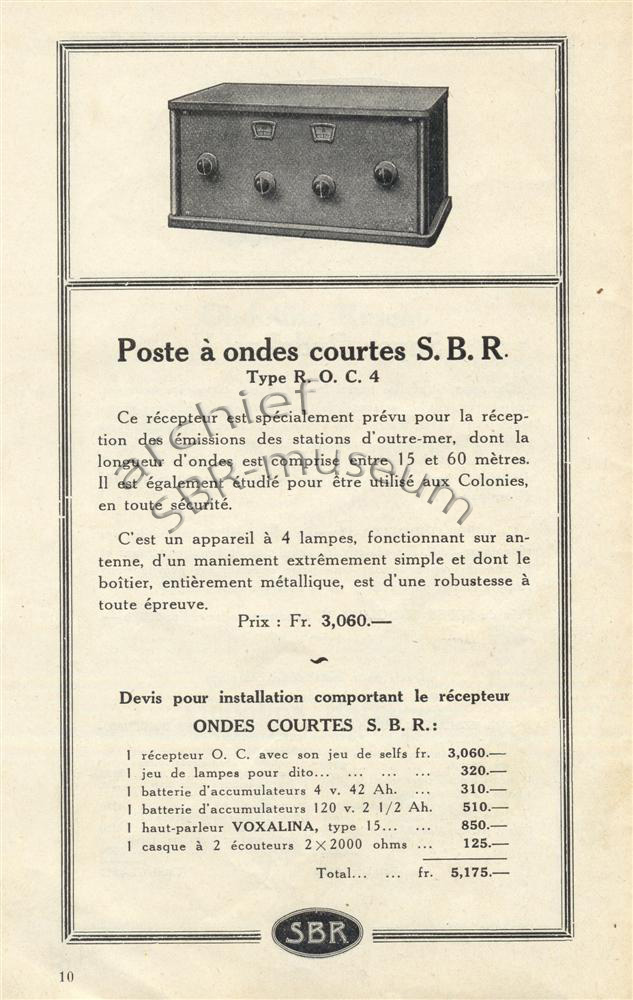 Poste à ondes courtes S. B. R.
Type R. O. C. 4
Ce récepteur est spécialement prévu pour la récep-
tion des émissions des stations d'outre-mer, dont la
longueur d'ondes est comprise entre 15 et 60 mètres.
Il est également étudié pour être utilisé aux Colonies,
en toute sécurité.
C'est un appareil à 4 lampes, fonctionnant sur an-
tenne, d'un maniement extrêmement simple et dont le
boîtier, entièrement métallique, est d'une robustesse à
toute épreuve.
Prix : Fr. 3,060.—
archief
SBR-museum
Devis pour installation comportant le récepteur
ONDES COURTES S. B. R.:
1 récepteur O. C. avec son jeu de selfs fr. 3,060.—
1 jeu de lampes pour dito... ... ... ... 320.—
1 batterie d'accumulateurs 4 v. 42 Ah. ... 310.—
1 batterie d'accumulateurs 120 v. 2 1/2 Ah. 510.—
1 haut-parleur VOXALINA, type 15... ... 850.—
1 casque à 2 écouteurs 2×2000 ohms ... 125.—
Total... ... fr. 5,175.—
SBR
10